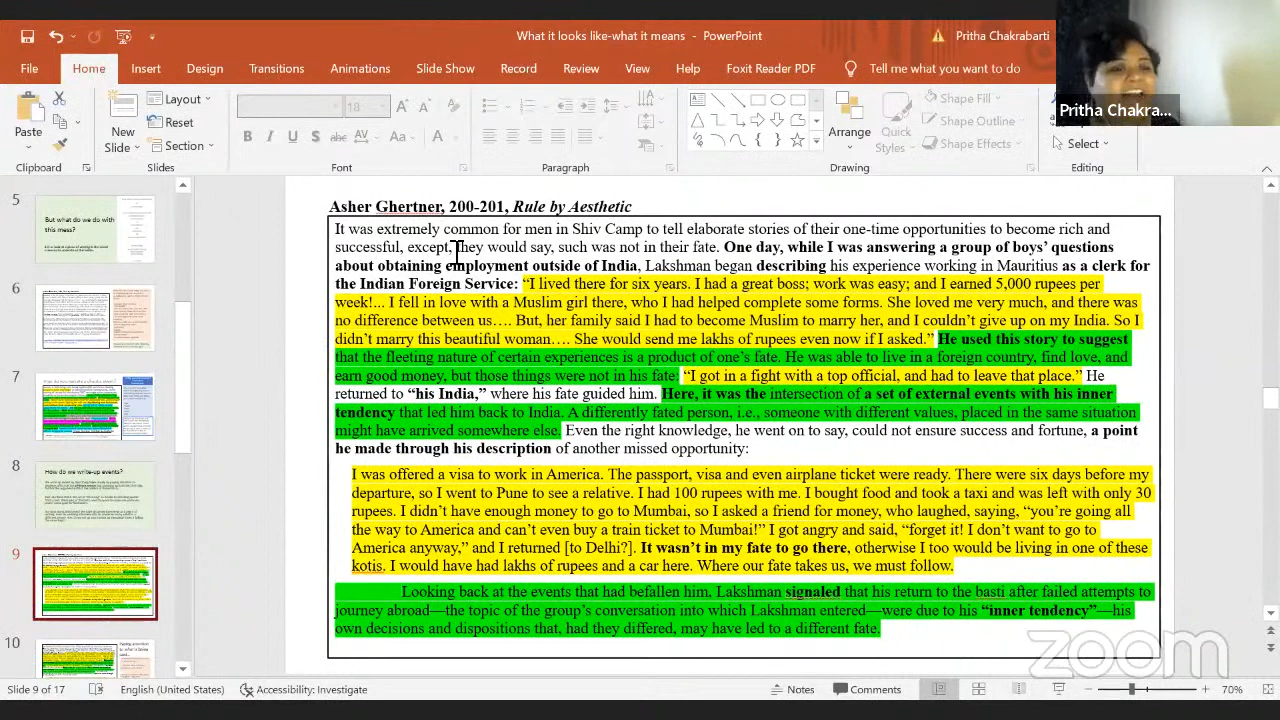 What it looks like-what it means - PowerPoint
Pritha Chakrabarti
File Home Insert Design Transitions Animations Slide Show Record Review View Help Foxit Reader PDF Tell me what you want to do
Pritha Chakra...
Paste
New
Slide
Layout
Reset
Section
B I U S abc AV Aa A
Arrange
Quick
Styles
Shape Fill
Shape Outline
Shape Effects
Select
Clipboard Slides Font Paragraph Drawing Editing
5
But what do we do with
this mess?
6
7
8
How do we write-up events?
9
10
Asher Ghertner, 200-201, Rule by Aesthetic
It was extremely common for men in Shiv Camp to tell elaborate stories of their one-time opportunities to become rich and
successful, except, they would say, such was not in their fate. One day, while I was answering a group of boys' questions
about obtaining employment outside of India, Lakshman began describing his experience working in Mauritius as a clerk for
the Indian Foreign Service: “I lived there for six years. I had a great boss, work was easy; and I earned 5,000 rupees per
week!... I fell in love with a Muslim girl there, who I had helped complete some forms. She loved me very much, and there was
no difference between us…. But, her family said I had to become Muslim to marry her, and I couldn't give up on my India. So I
didn't marry this beautiful woman…. She would send me lakhs of rupees even now if I asked.” He used this story to suggest
that the fleeting nature of certain experiences is a product of one's fate. He was able to live in a foreign country, find love, and
earn good money, but those things were not in his fate: “I got in a fight with a top official, and had to leave that place.” He
returned to “his India,” where his fate guided him. Here, it was the intersection of a set of external events with his inner
tendency that led him back to India. A differently fated person, i.e., someone with different values, placed in the same situation
might have arrived somewhere else. Even the right knowledge, he went on to say, could not ensure success and fortune, a point
he made through his description of another missed opportunity:
I was offered a visa to work in America. The passport, visa and even airplane ticket were ready. There were six days before my
departure, so I went to Pune to see a relative. I had 100 rupees with me. I bought food and took a taxi and was left with only 30
rupees. I didn't have enough money to go to Mumbai, so I asked a friend for money, who laughed, saying, “you're going all
the way to America and can't even buy a train ticket to Mumbai!” I got angry and said, “forget it! I don't want to go to
America anyway,” and I returned [to Delhi?]. It wasn't in my fate to go there, otherwise I too would be living in one of these
kotis. I would have had lakhs of rupees and a car here. Where our fate takes us, we must follow.
Looking back at the events that had befallen him, Lakshman signaled that his return to the basti after failed attempts to
journey abroad—the topic of the group's conversation into which Lakshman entered—were due to his “inner tendency”—his
own decisions and dispositions that, had they differed, may have led to a different fate.
zoom
Slide 9 of 17 English (United States) Accessibility: Investigate Notes Comments 70%